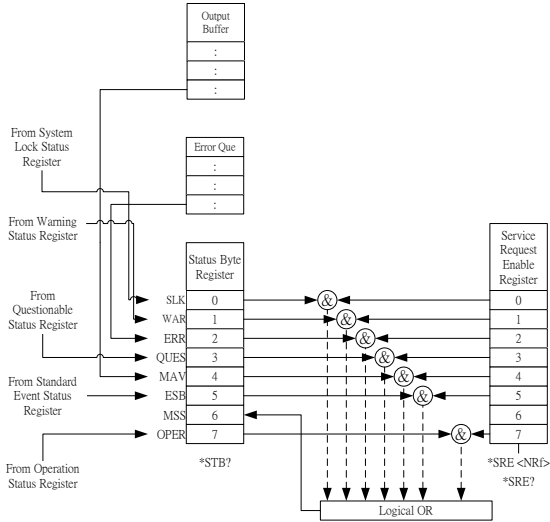 Output
Buffer
:
:
:
From System
Lock Status
Register
Error Que
:
:
:
From Warning
Status Register
Status Byte
Register
Service
Request
Enable
Register
SLK 0 & 0
WAR 1 & 1
From
Questionable
Status Register
ERR 2 & 2
QUES 3 & 3
MAV 4 & 4
From Standard
Event Status
Register
ESB 5 & 5
MSS 6 6
OPER 7 & 7
From Operation
Status Register
*STB?
*SRE <NRf>
*SRE?
Logical OR